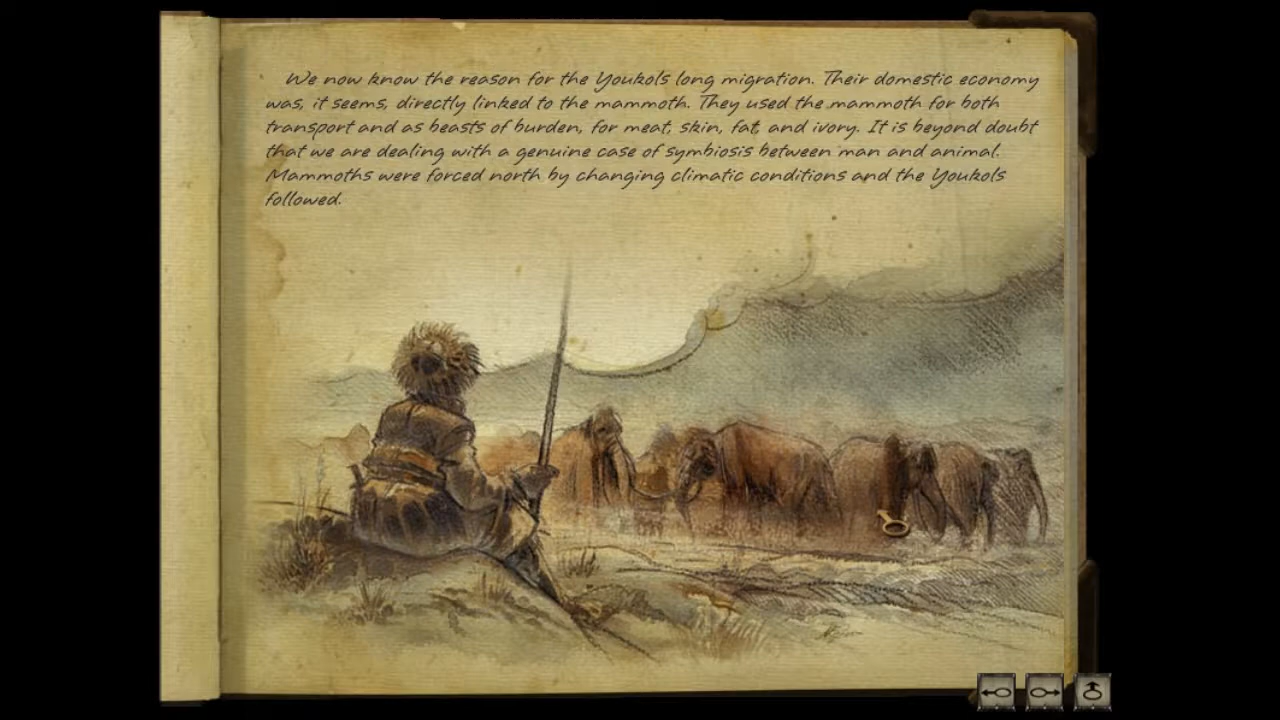 We now know the reason for the Youkols long migration. Their domestic economy
was, it seems, directly linked to the mammoth. They used the mammoth for both
transport and as beasts of burden, for meat, skin, fat, and ivory. It is beyond doubt
that we are dealing with a genuine case of symbiosis between man and animal.
Mammoths were forced north by changing climatic conditions and the Youkols
followed.